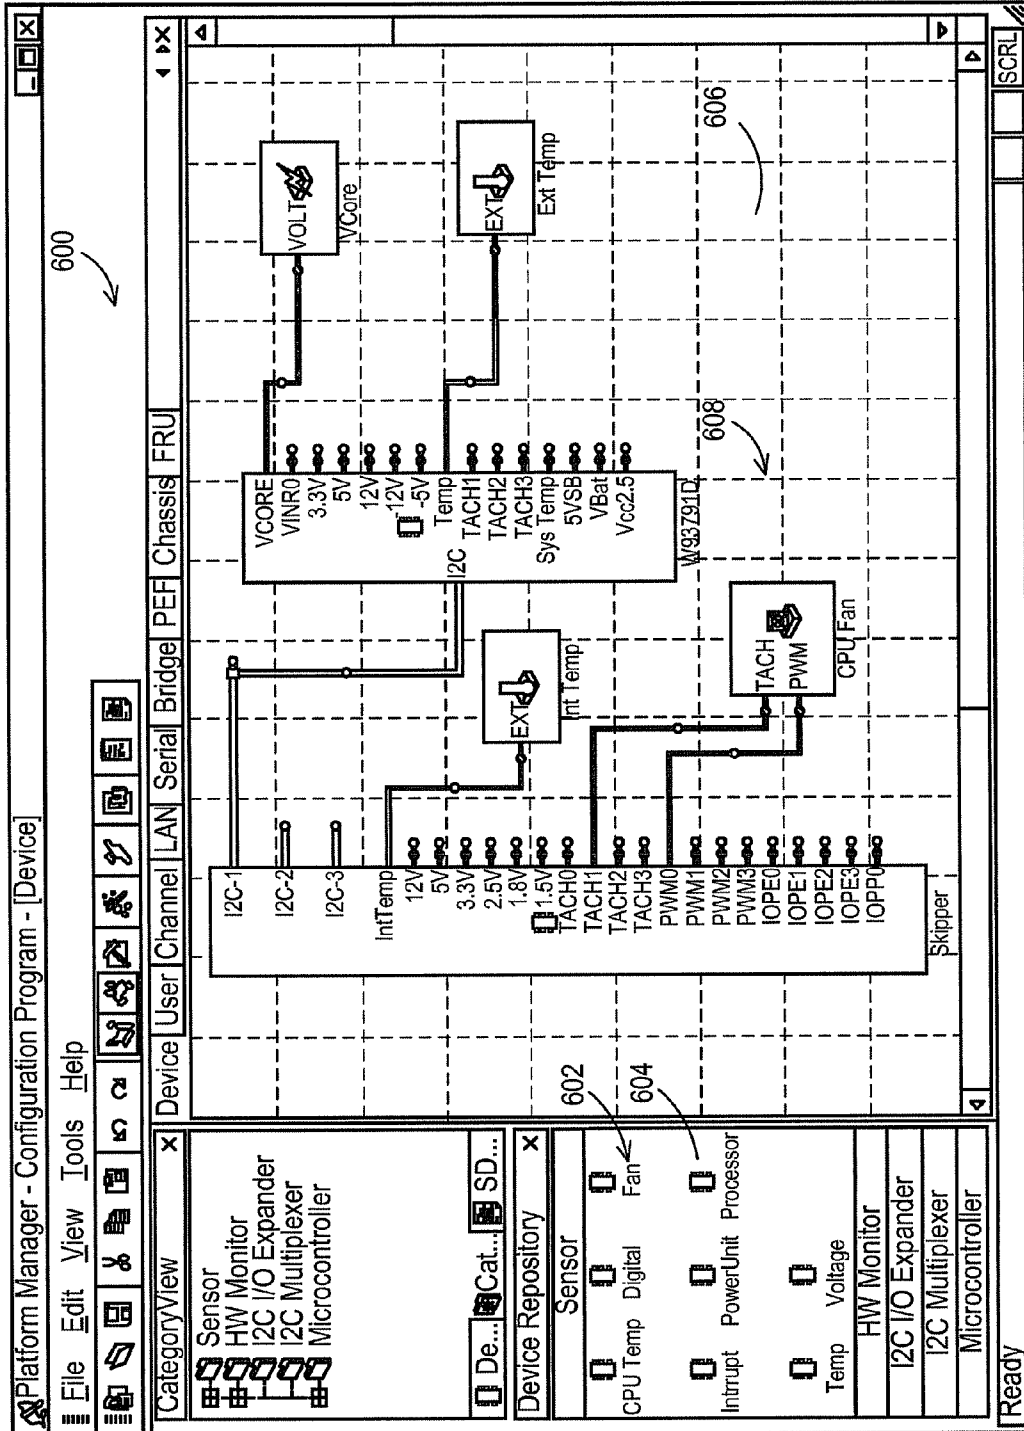 Platform Manager - Configuration Program - [Device]
File Edit View Tools Help
600
CategoryView
Sensor
HW Monitor
I2C I/O Expander
I2C Multiplexer
Microcontroller
De... Cat... SD...
Device Repository
Sensor
CPU Temp Digital Fan
Intrrupt PowerUnit Processor
Temp Voltage
HW Monitor
I2C I/O Expander
I2C Multiplexer
Microcontroller
602
604
Device User Channel LAN Serial Bridge PEF Chassis FRU
I2C-1
I2C-2
I2C-3
IntTemp
12V
5V
3.3V
2.5V
1.8V
1.5V
TACH0
TACH1
TACH2
TACH3
PWM0
PWM1
PWM2
PWM3
IOPE0
IOPE1
IOPE2
IOPE3
IOPP0
Skipper
EXT
Int Temp
TACH
PWM
CPU Fan
I2C
VCORE
VINR0
3.3V
5V
12V
-12V
-5V
Temp
TACH1
TACH2
TACH3
Sys Temp
5VSB
VBat
Vcc2.5
W93791D
608
VOLT
VCore
EXT
Ext Temp
606
Ready
SCRL